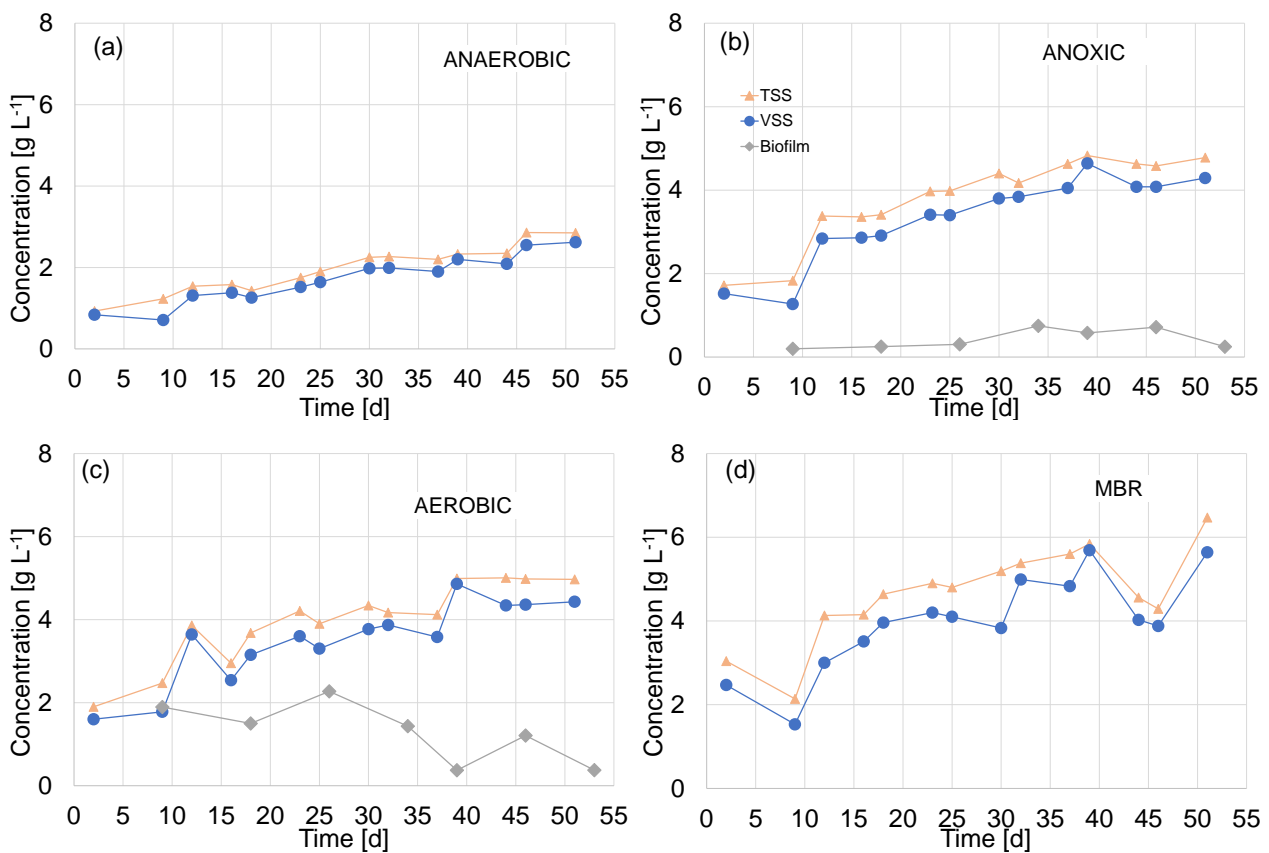 (a)
ANAEROBIC
Concentration [g L-1]
8
6
4
2
0
0 5 10 15 20 25 30 35 40 45 50 55
Time [d]
(b)
ANOXIC
TSS
VSS
Biofilm
Concentration [g L-1]
8
6
4
2
0
0 5 10 15 20 25 30 35 40 45 50 55
Time [d]
(c)
AEROBIC
Concentration [g L-1]
8
6
4
2
0
0 5 10 15 20 25 30 35 40 45 50 55
Time [d]
(d)
MBR
Concentration [g L-1]
8
6
4
2
0
0 5 10 15 20 25 30 35 40 45 50 55
Time [d]